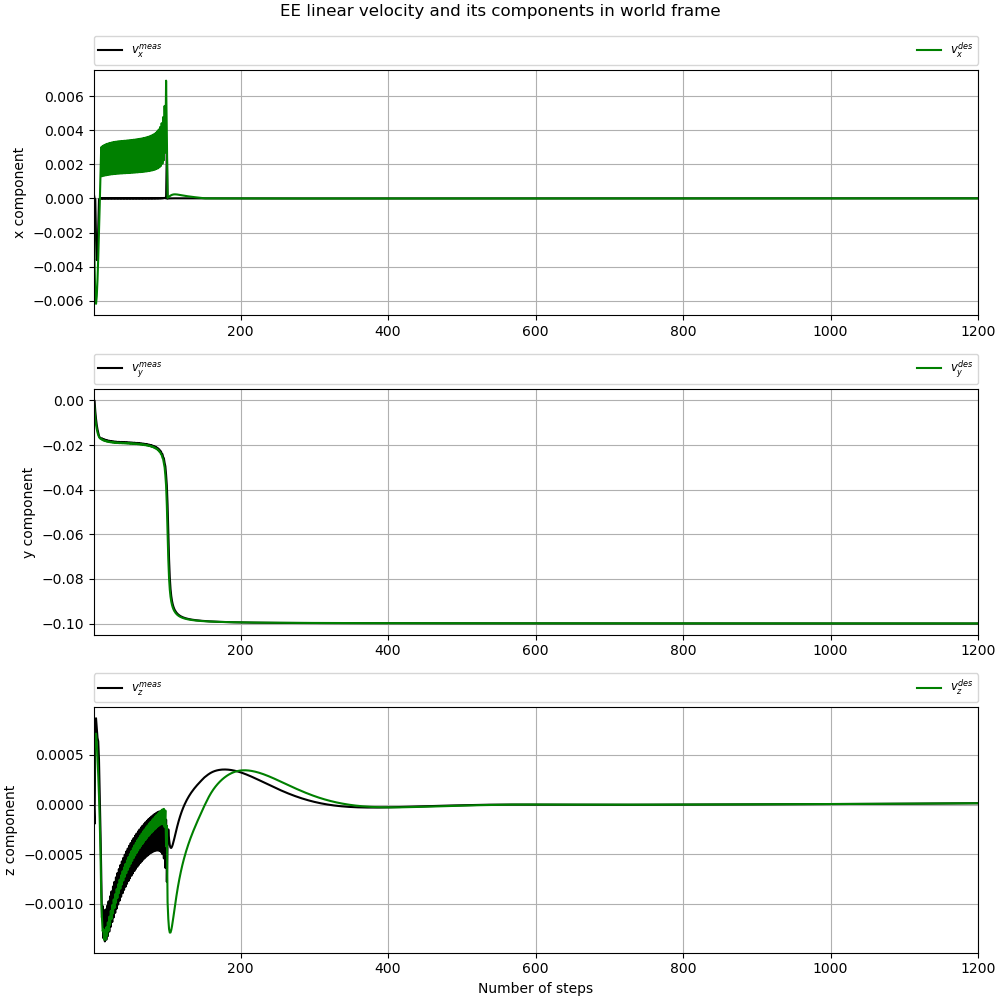 EE linear velocity and its components in world frame
v_x^meas v_x^des
0.006
0.004
0.002
0.000
−0.002
−0.004
−0.006
x component
200 400 600 800 1000 1200
v_y^meas v_y^des
0.00
−0.02
−0.04
−0.06
−0.08
−0.10
y component
200 400 600 800 1000 1200
v_z^meas v_z^des
0.0005
0.0000
−0.0005
−0.0010
z component
200 400 600 800 1000 1200
Number of steps